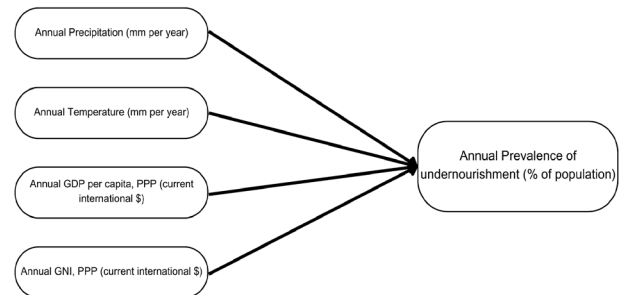 Annual Precipitation (mm per year)
Annual Temperature (mm per year)
Annual GDP per capita, PPP (current
international $)
Annual GNI, PPP (current international $)
Annual Prevalence of
undernourishment (% of population)